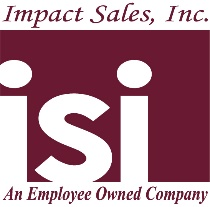 Impact Sales, Inc.
isi
An Employee Owned Company